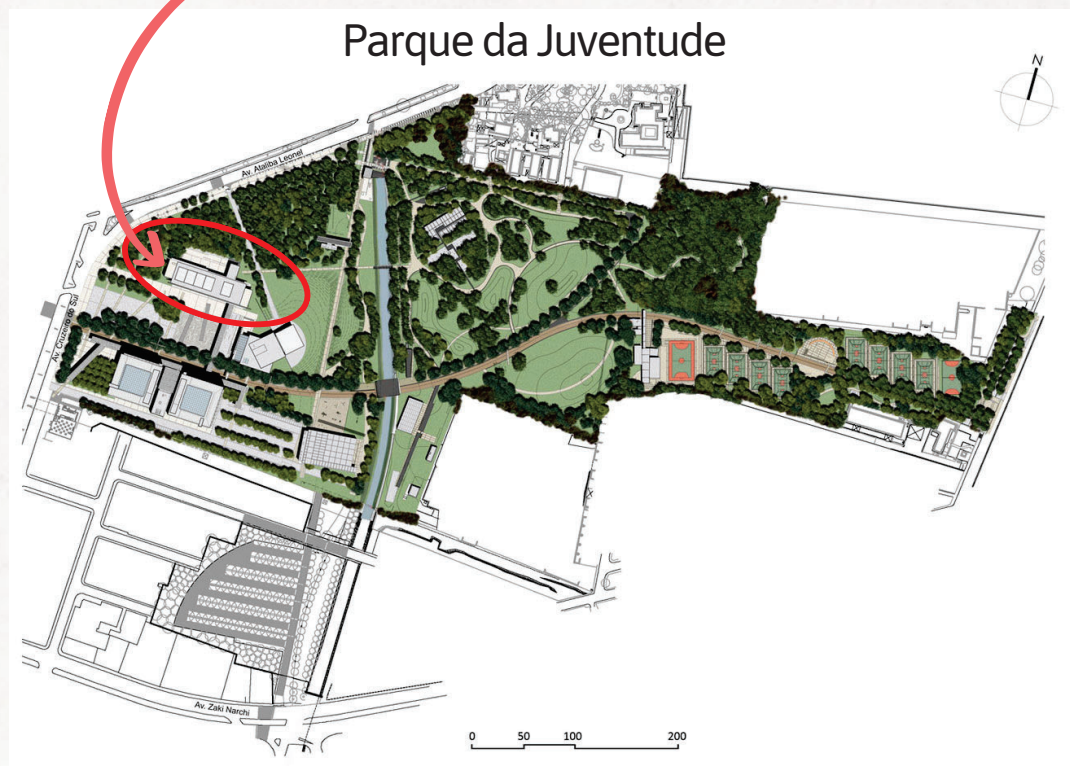 Parque da Juventude
N
Av. Ataliba Leonel
Av. Cruzeiro do Sul
Av. Zaki Narchi
0 50 100 200